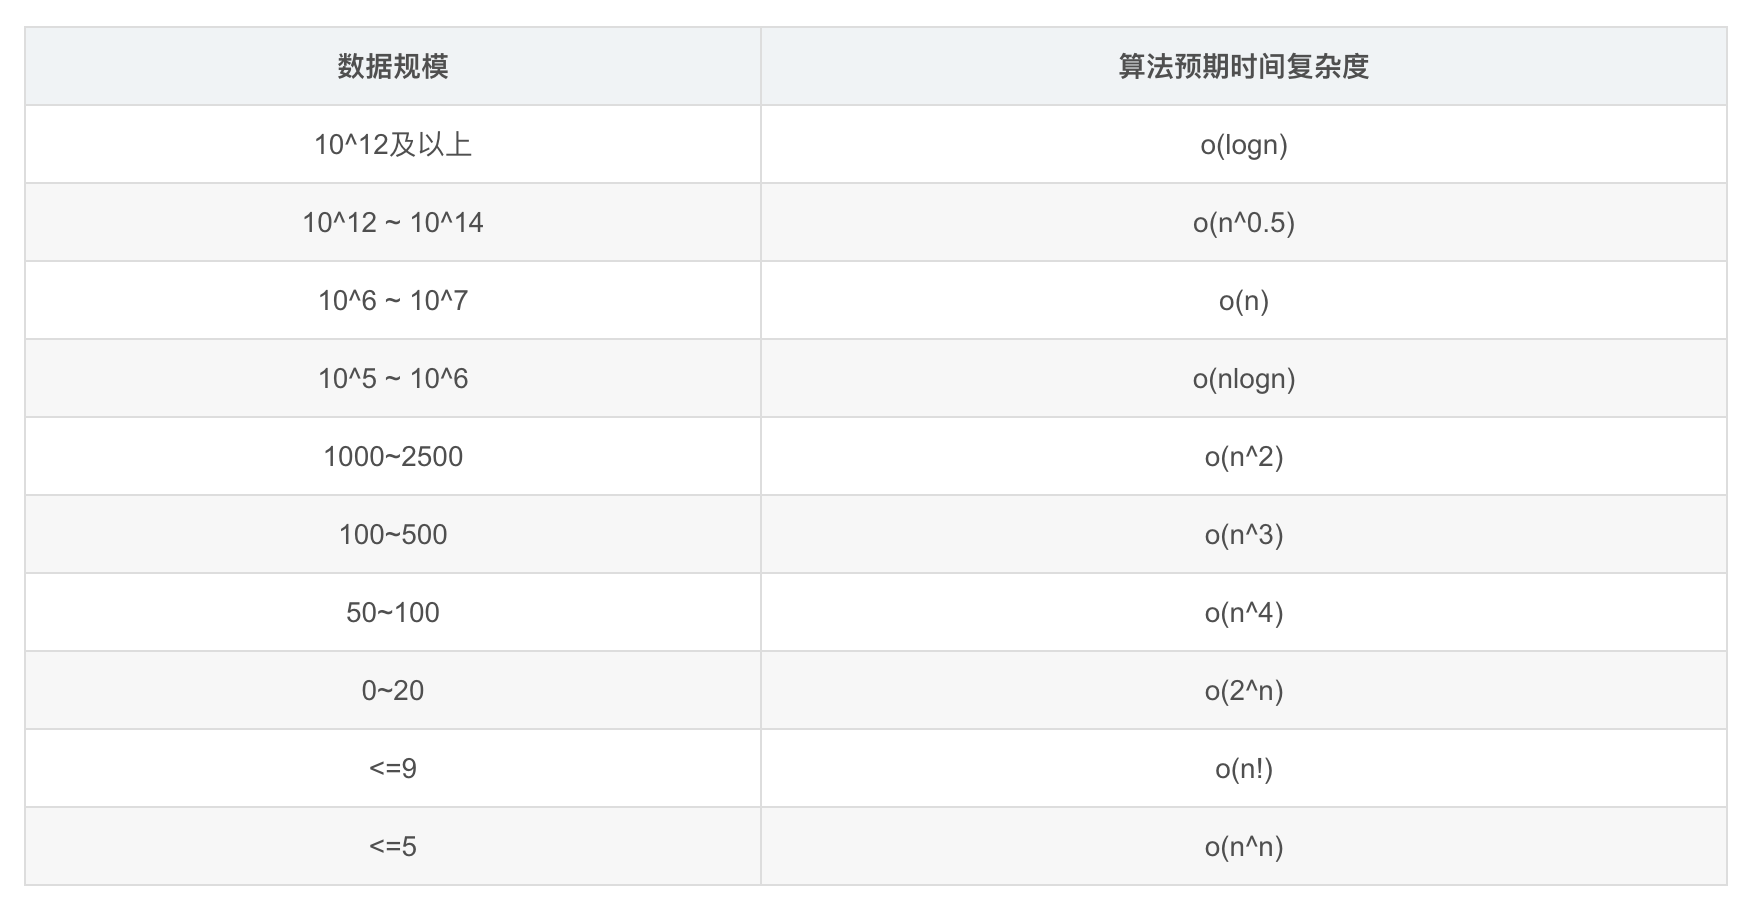 数据规模 算法预期时间复杂度
10^12及以上 o(logn)
10^12 ~ 10^14 o(n^0.5)
10^6 ~ 10^7 o(n)
10^5 ~ 10^6 o(nlogn)
1000~2500 o(n^2)
100~500 o(n^3)
50~100 o(n^4)
0~20 o(2^n)
<=9 o(n!)
<=5 o(n^n)